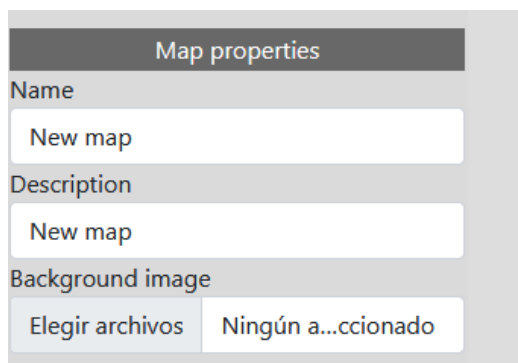 Map properties
Name
New map
Description
New map
Background image
Elegir archivos Ningún a...ccionado